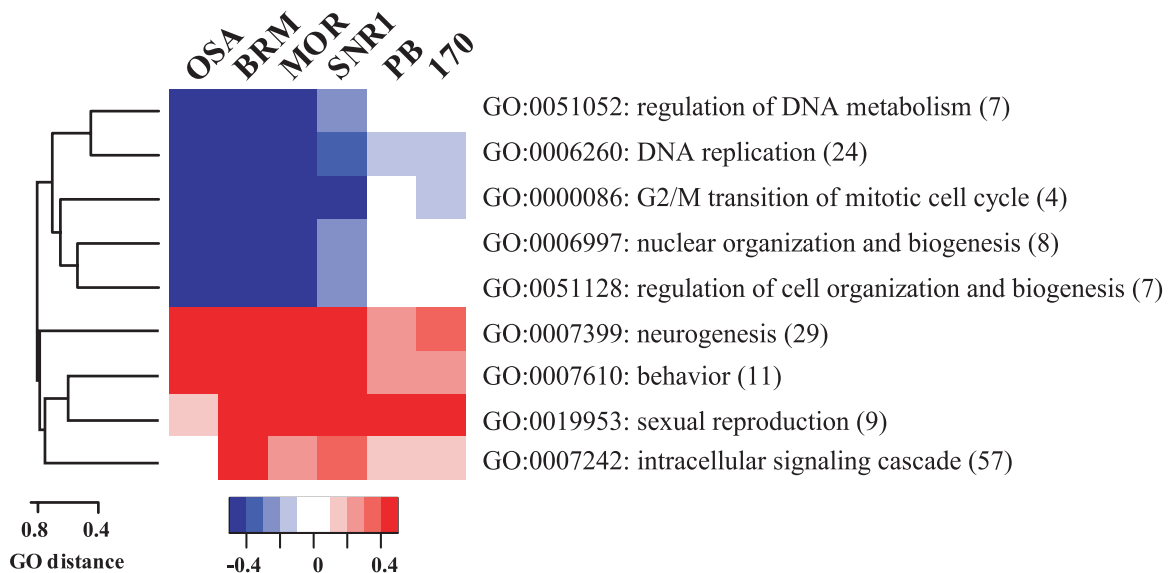 OSA BRM MOR SNR1 PB 170
GO:0051052: regulation of DNA metabolism (7)
GO:0006260: DNA replication (24)
GO:0000086: G2/M transition of mitotic cell cycle (4)
GO:0006997: nuclear organization and biogenesis (8)
GO:0051128: regulation of cell organization and biogenesis (7)
GO:0007399: neurogenesis (29)
GO:0007610: behavior (11)
GO:0019953: sexual reproduction (9)
GO:0007242: intracellular signaling cascade (57)
0.8 0.4
GO distance
-0.4 0 0.4